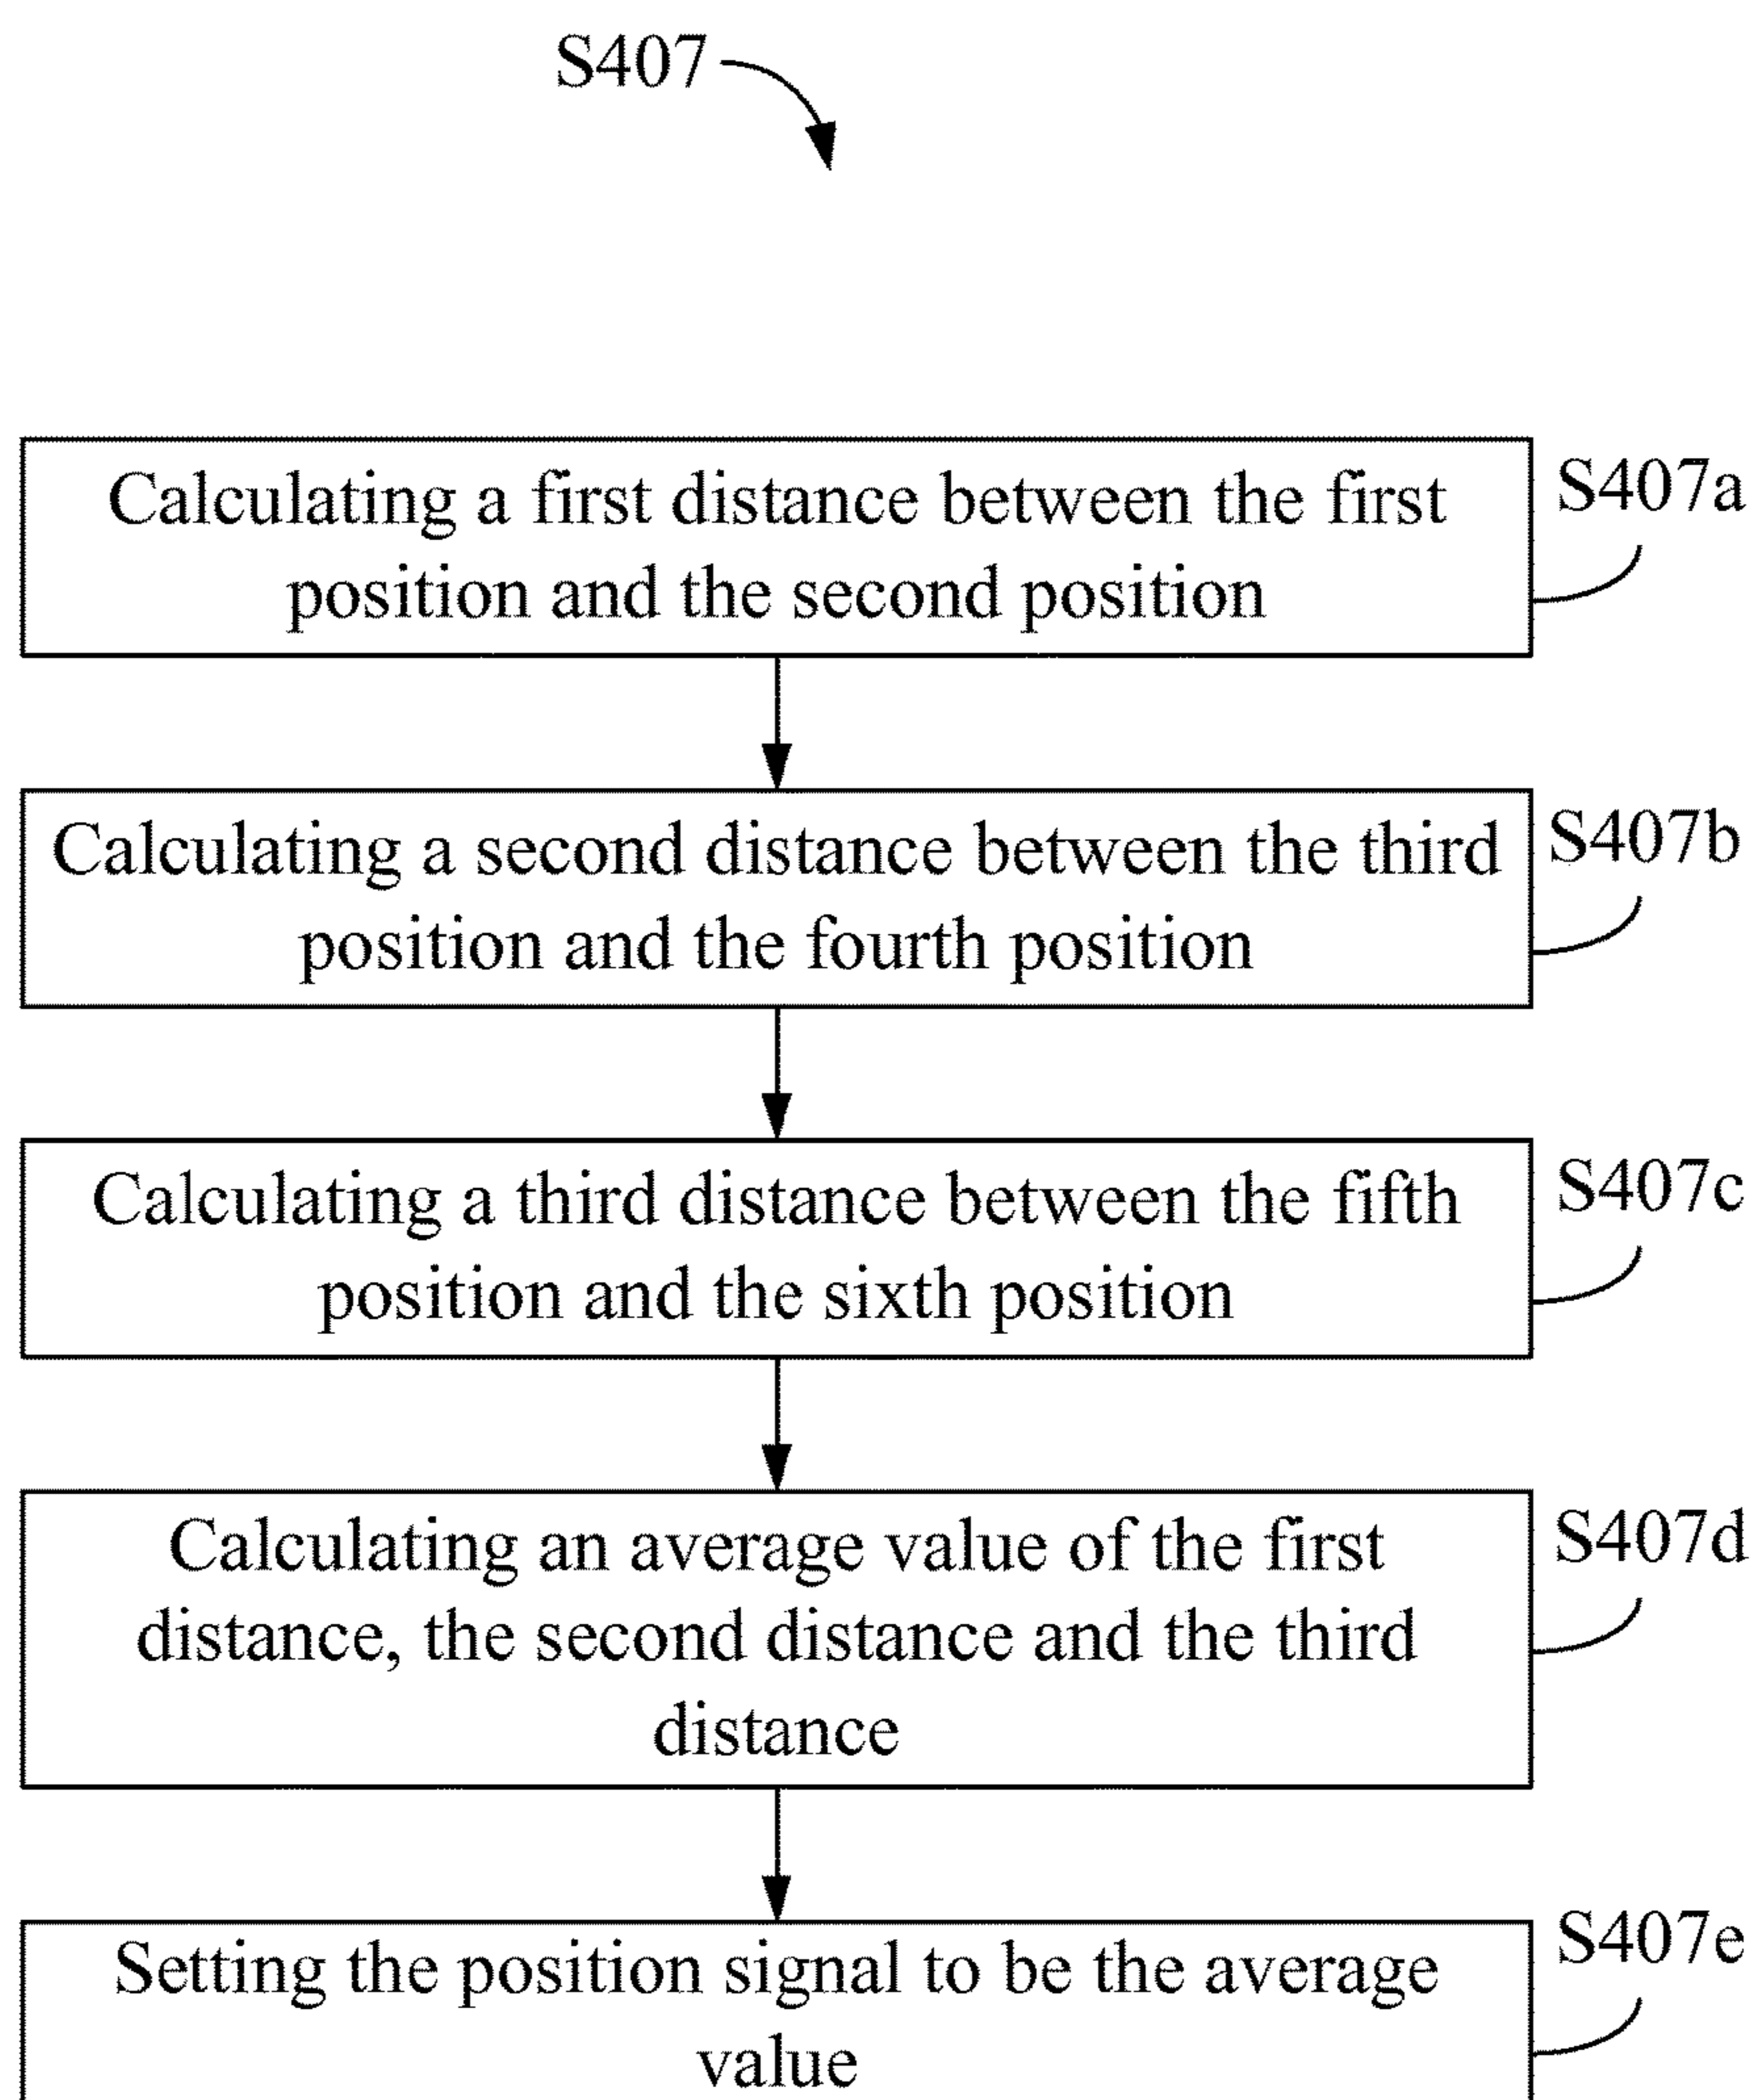 S407
Calculating a first distance between the first
position and the second position
S407a
Calculating a second distance between the third
position and the fourth position
S407b
Calculating a third distance between the fifth
position and the sixth position
S407c
Calculating an average value of the first
distance, the second distance and the third
distance
S407d
Setting the position signal to be the average
value
S407e